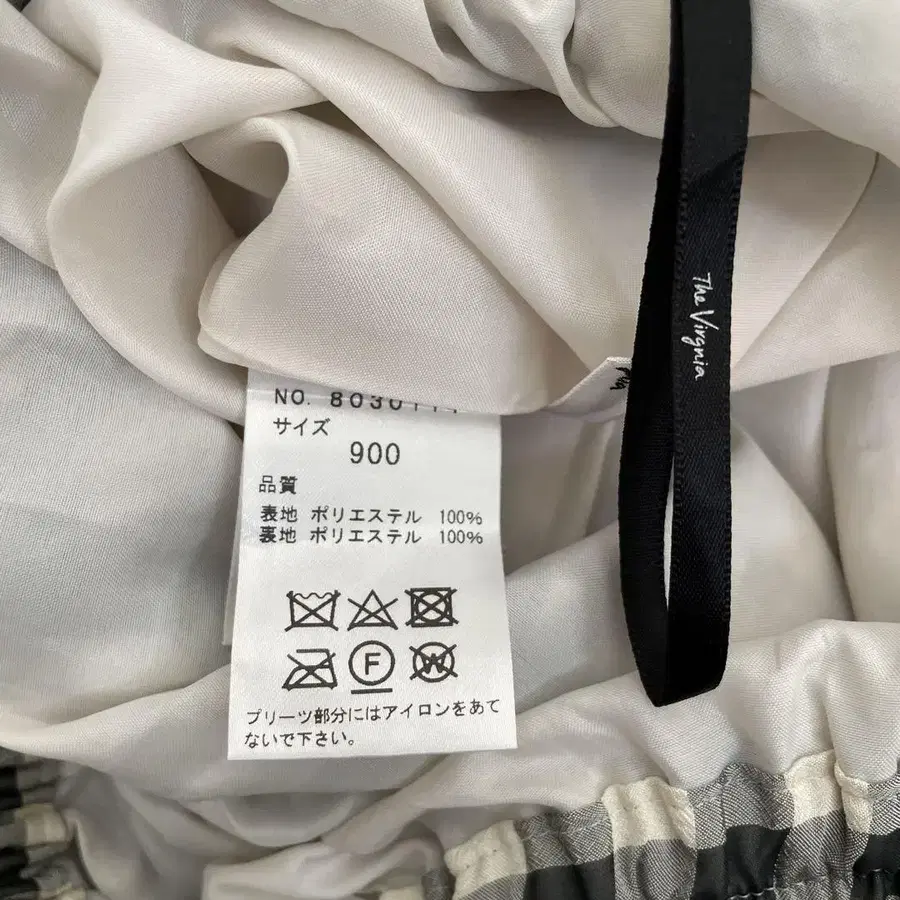 NO.
サイズ
900
品質
表地 ポリエステル 100%
裏地 ポリエステル 100%
F
W
プリーツ部分にはアイロンをあて
ないで下さい。
The Virgnia